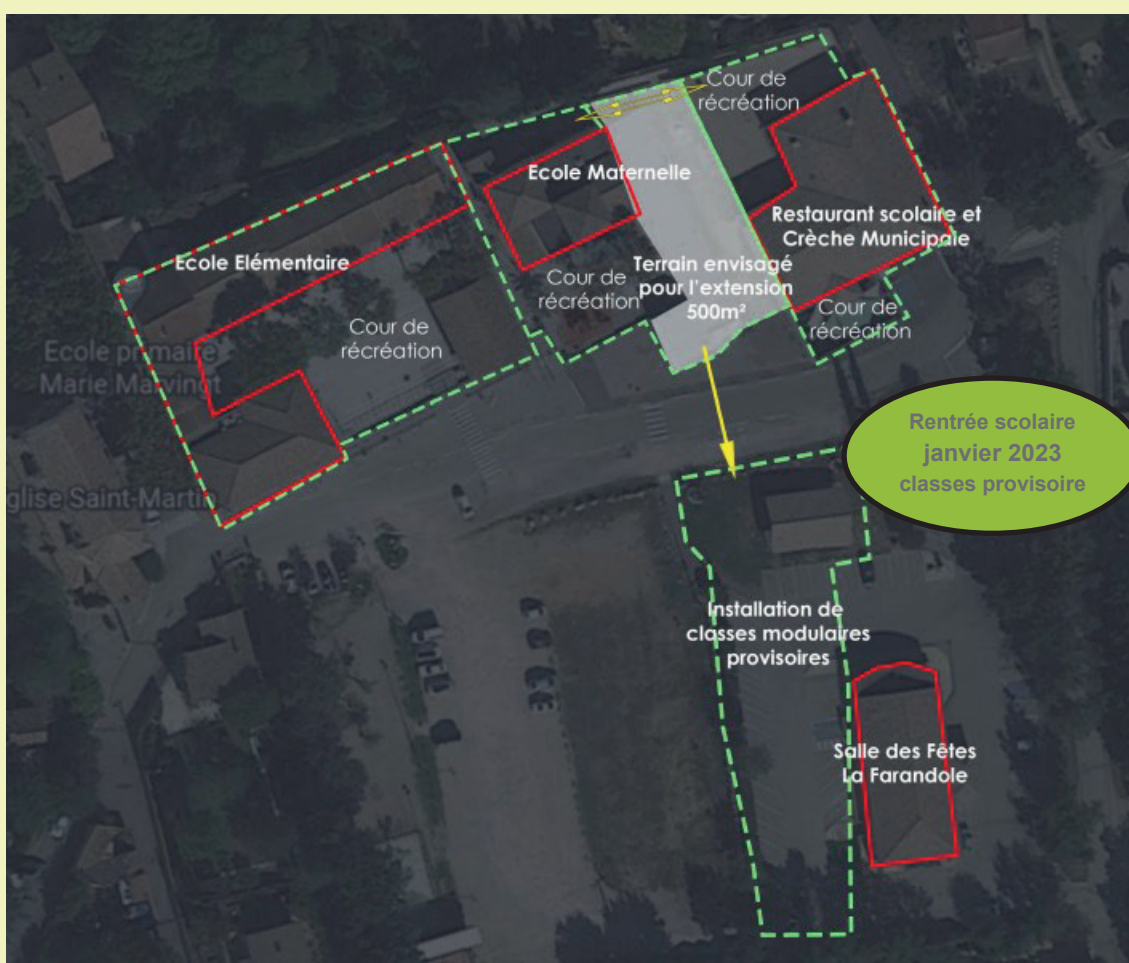 Cour de
récréation
Ecole Maternelle
Restaurant scolaire et
Crèche Municipale
Ecole Elémentaire
Terrain envisagé
pour l'extension
500m²
Cour de
récréation
Cour de
récréation
Cour de
récréation
Ecole primaire
Marie Marvingt
glise Saint-Martin
Rentrée scolaire
janvier 2023
classes provisoire
Installation de
classes modulaires
provisoires
Salle des Fêtes
La Farandole